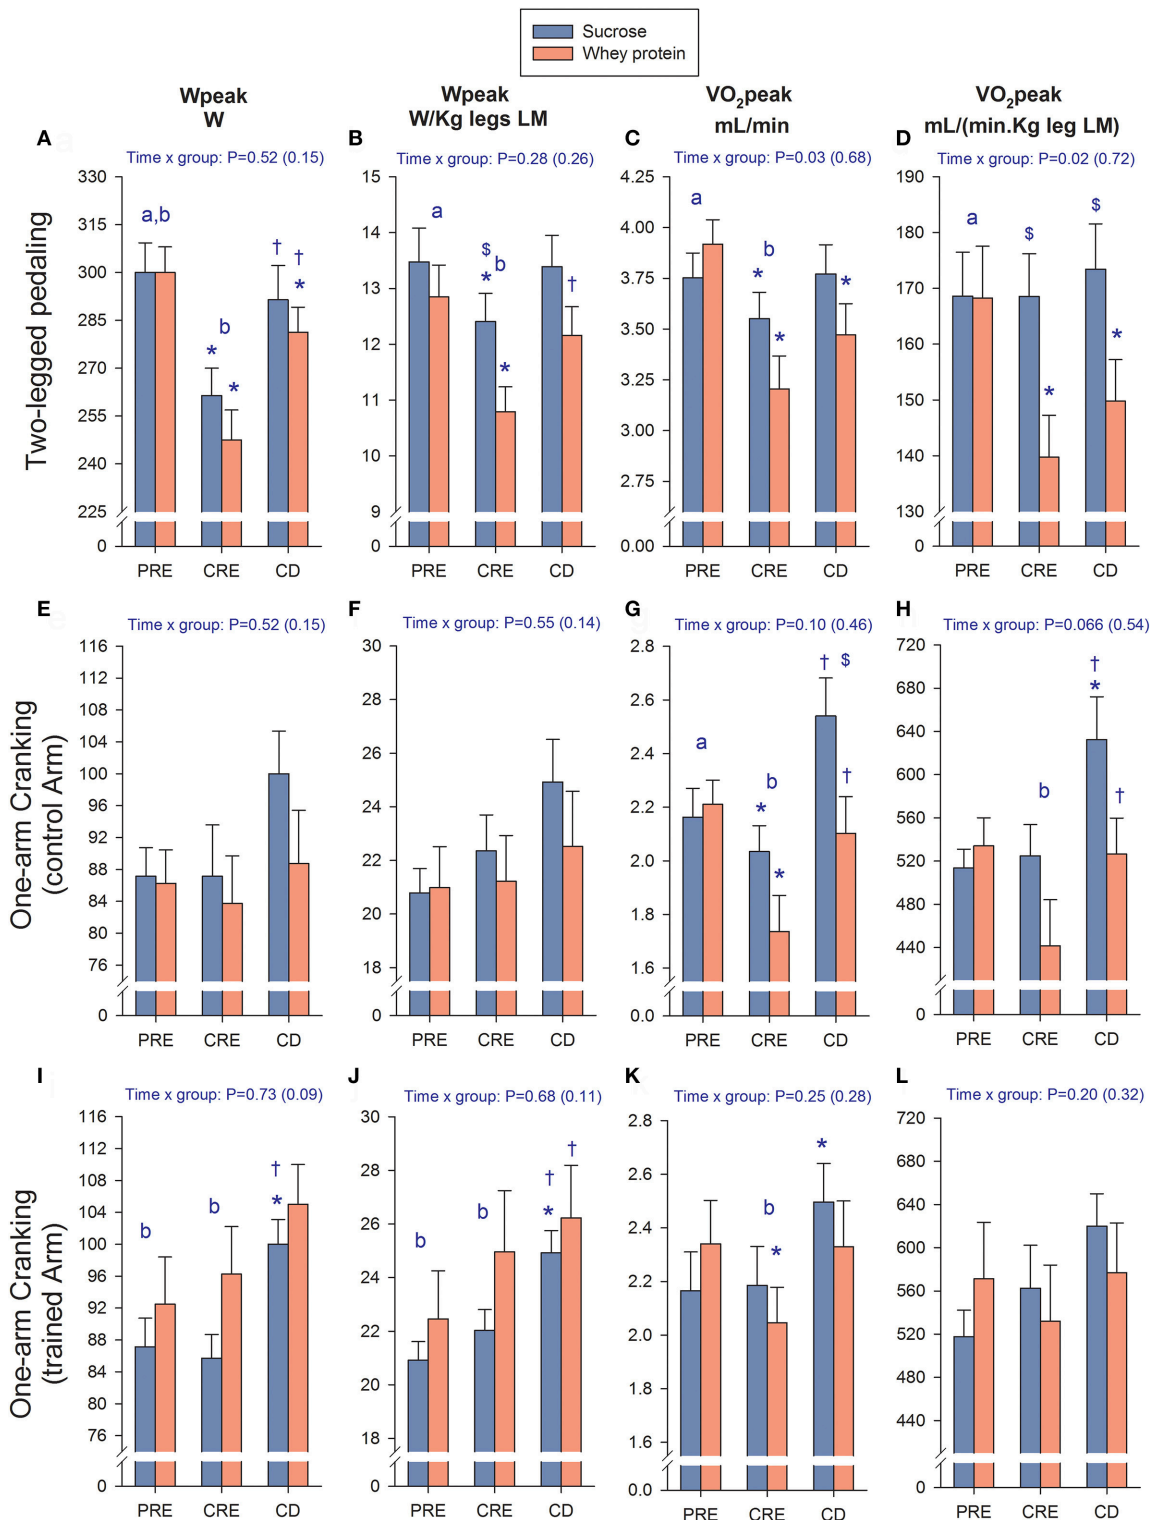 Sucrose
Whey protein
Wpeak
W
Wpeak
W/Kg legs LM
VO₂peak
mL/min
VO₂peak
mL/(min.Kg leg LM)
Two-legged pedaling
A
Time x group: P=0.52 (0.15)
330
315
300
285
270
255
240
225
0
a,b
*
b
*
†
†
*
PRE
CRE
CD
B
Time x group: P=0.28 (0.26)
15
14
13
12
11
10
9
0
a
$
*
b
*
†
PRE
CRE
CD
C
Time x group: P=0.03 (0.68)
4.25
4.00
3.75
3.50
3.25
3.00
2.75
0.00
a
b
*
*
*
PRE
CRE
CD
D
Time x group: P=0.02 (0.72)
190
180
170
160
150
140
130
0
a
$
*
$
*
PRE
CRE
CD
One-arm Cranking
(control Arm)
E
Time x group: P=0.52 (0.15)
116
112
108
104
100
96
92
88
84
80
76
0
PRE
CRE
CD
F
Time x group: P=0.55 (0.14)
30
28
26
24
22
20
18
0
PRE
CRE
CD
G
Time x group: P=0.10 (0.46)
2.8
2.6
2.4
2.2
2.0
1.8
1.6
0.0
a
b
*
*
† $
†
PRE
CRE
CD
H
Time x group: P=0.066 (0.54)
720
680
640
600
560
520
480
440
0
b
†
*
†
PRE
CRE
CD
One-arm Cranking
(trained Arm)
I
Time x group: P=0.73 (0.09)
116
112
108
104
100
96
92
88
84
80
76
0
b
b
†
*
PRE
CRE
CD
J
Time x group: P=0.68 (0.11)
30
28
26
24
22
20
18
0
b
b
†
*
†
PRE
CRE
CD
K
Time x group: P=0.25 (0.28)
2.8
2.6
2.4
2.2
2.0
1.8
1.6
0.0
b
*
*
PRE
CRE
CD
L
Time x group: P=0.20 (0.32)
720
680
640
600
560
520
480
440
0
PRE
CRE
CD